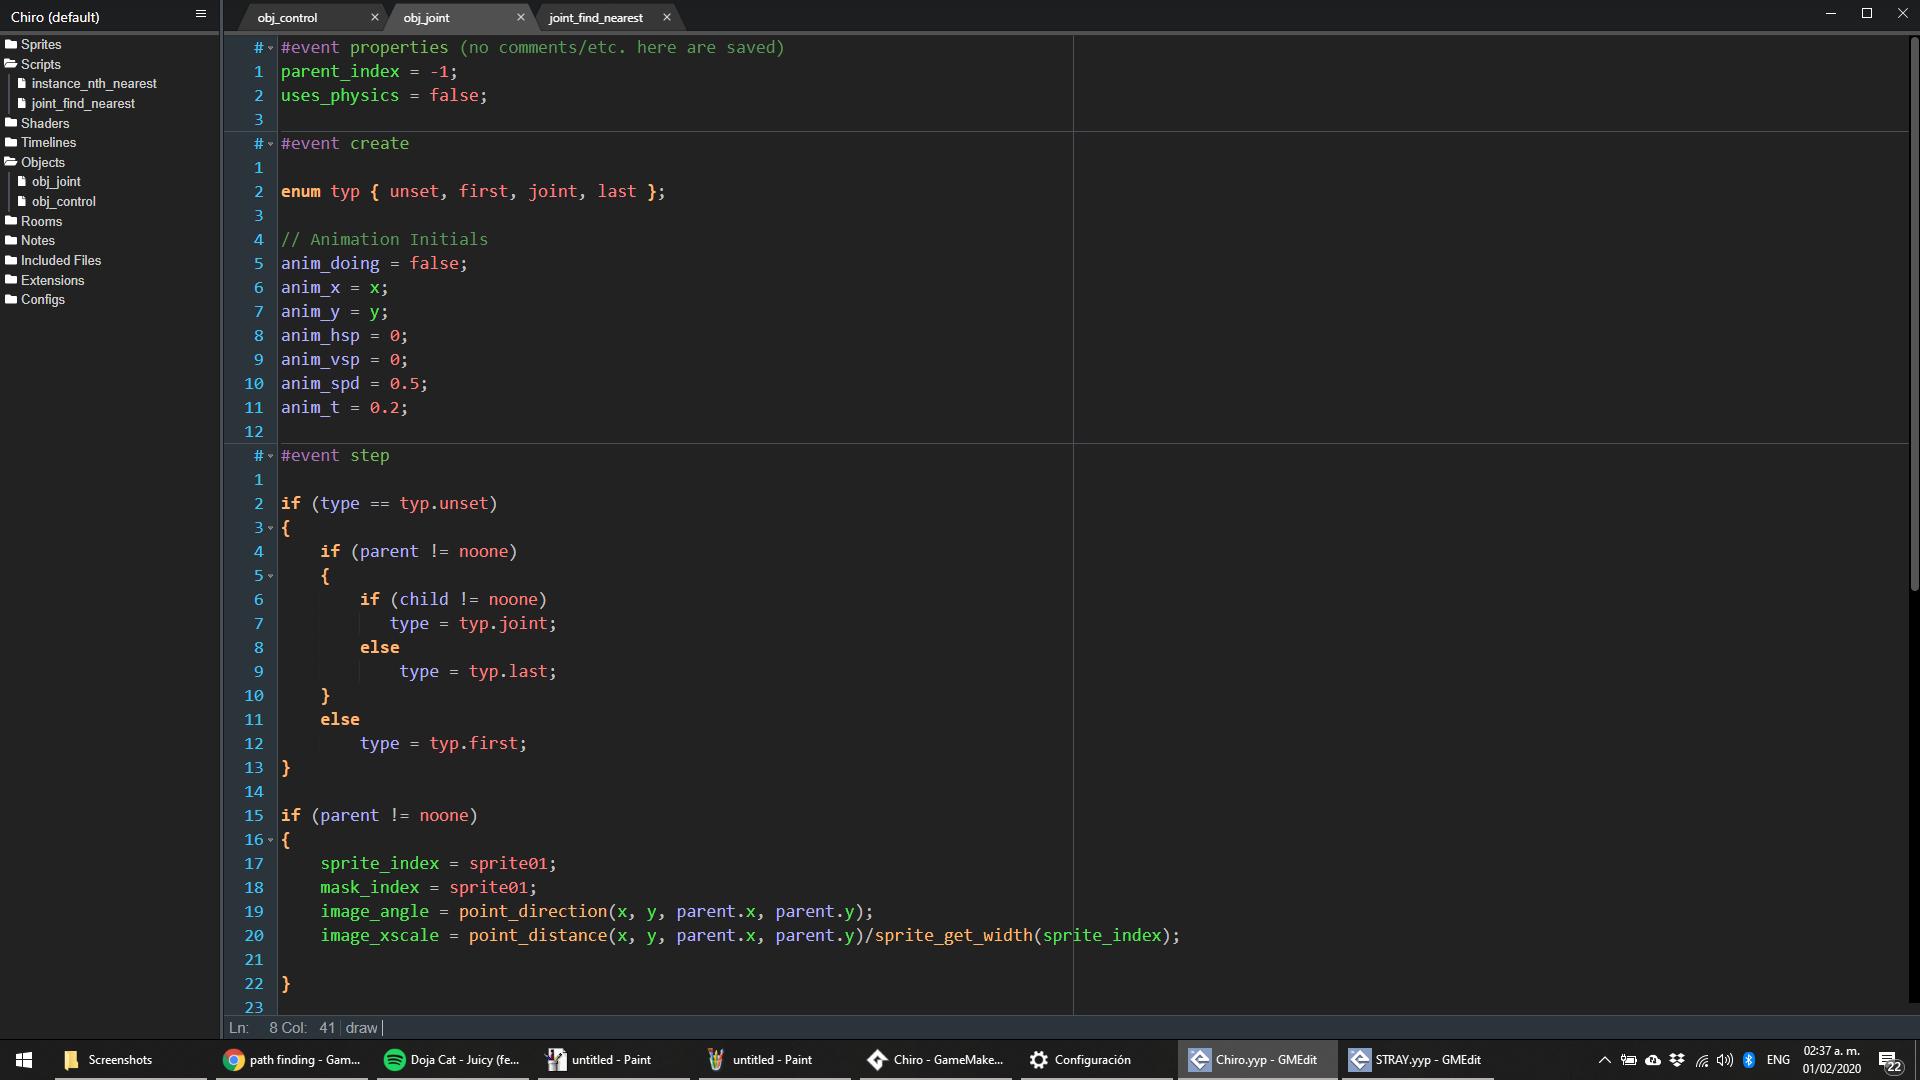 Chiro (default)
obj_control
obj_joint
joint_find_nearest
Sprites
Scripts
instance_nth_nearest
joint_find_nearest
Shaders
Timelines
Objects
obj_joint
obj_control
Rooms
Notes
Included Files
Extensions
Configs
# #event properties (no comments/etc. here are saved)
1 parent_index = -1;
2 uses_physics = false;
3
# #event create
1
2 enum typ { unset, first, joint, last };
3
4 // Animation Initials
5 anim_doing = false;
6 anim_x = x;
7 anim_y = y;
8 anim_hsp = 0;
9 anim_vsp = 0;
10 anim_spd = 0.5;
11 anim_t = 0.2;
12
# #event step
1
2 if (type == typ.unset)
3 {
4 if (parent != noone)
5 {
6 if (child != noone)
7 type = typ.joint;
8 else
9 type = typ.last;
10 }
11 else
12 type = typ.first;
13 }
14
15 if (parent != noone)
16 {
17 sprite_index = sprite01;
18 mask_index = sprite01;
19 image_angle = point_direction(x, y, parent.x, parent.y);
20 image_xscale = point_distance(x, y, parent.x, parent.y)/sprite_get_width(sprite_index);
21
22 }
23
Ln: 8 Col: 41 draw
Screenshots
path finding - Gam...
Doja Cat - Juicy (fe...
untitled - Paint
untitled - Paint
Chiro - GameMake...
Configuración
Chiro.yyp - GMEdit
STRAY.yyp - GMEdit
ENG
02:37 a. m.
01/02/2020
22